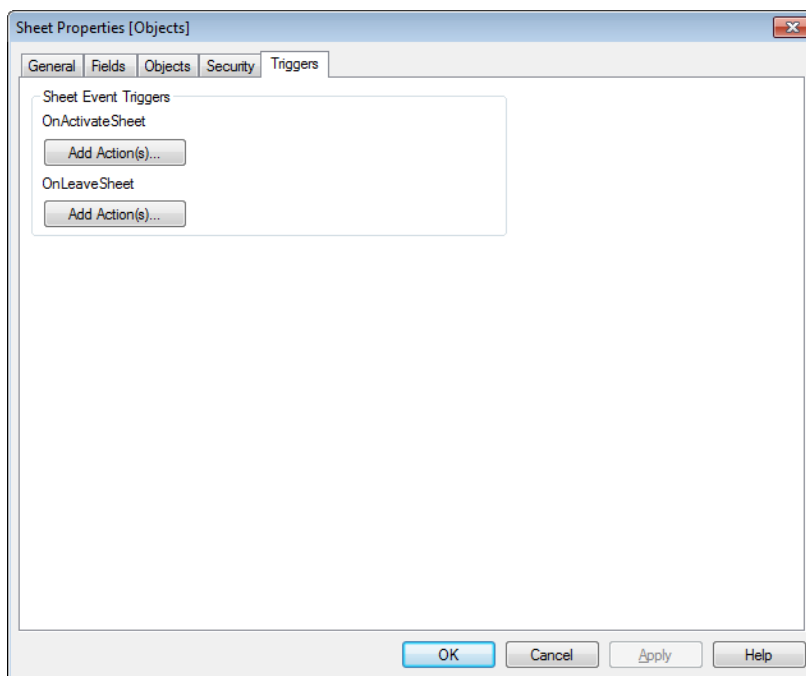 Sheet Properties [Objects]
General Fields Objects Security Triggers
Sheet Event Triggers
OnActivateSheet
Add Action(s)...
OnLeaveSheet
Add Action(s)...
OK Cancel Apply Help